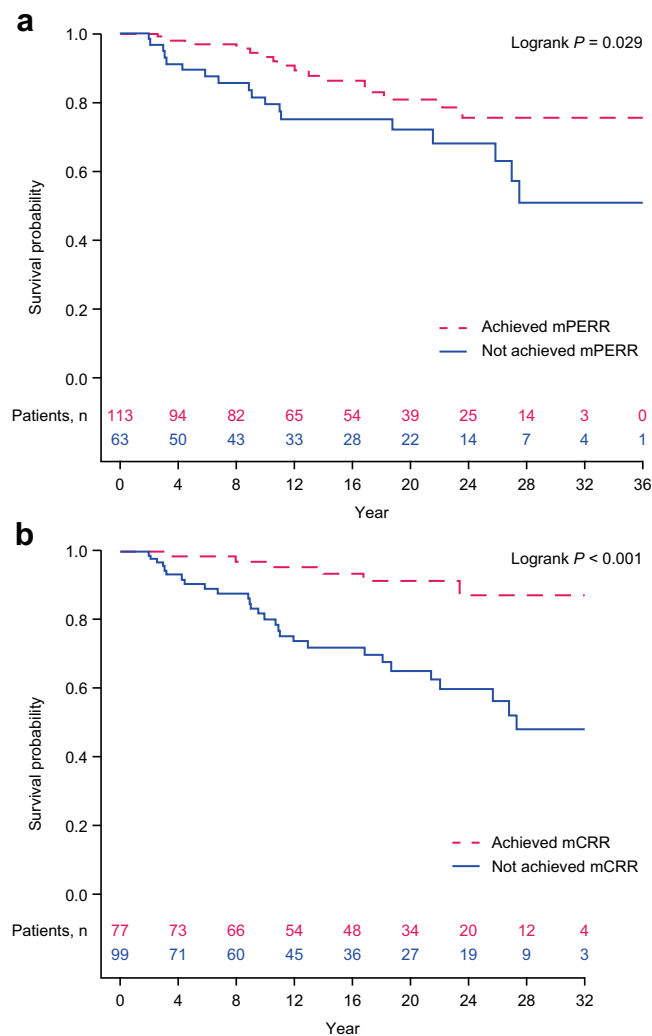 a
Logrank P = 0.029
1.0
0.8
0.6
0.4
0.2
0.0
Survival probability
Achieved mPERR
Not achieved mPERR
Patients, n 113 94 82 65 54 39 25 14 3 0
63 50 43 33 28 22 14 7 4 1
0 4 8 12 16 20 24 28 32 36
Year
b
Logrank P < 0.001
1.0
0.8
0.6
0.4
0.2
0.0
Survival probability
Achieved mCRR
Not achieved mCRR
Patients, n 77 73 66 54 48 34 20 12 4
99 71 60 45 36 27 19 9 3
0 4 8 12 16 20 24 28 32
Year